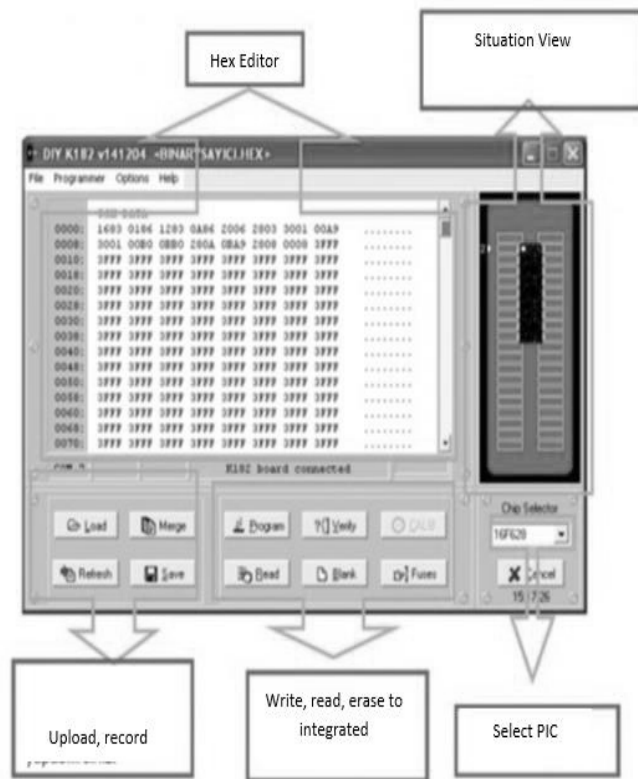 Situation View
Hex Editor
DIY K182 v141204 <BINARYSAYICI.HEX>
File Programmer Options Help
0000: 1683 0186 1283 0A86 2006 2803 3001 00A9 ........
0008: 3001 00B0 0BB0 280A 0BA9 2808 0008 3FFF ........
0010: 3FFF 3FFF 3FFF 3FFF 3FFF 3FFF 3FFF 3FFF ........
0018: 3FFF 3FFF 3FFF 3FFF 3FFF 3FFF 3FFF 3FFF ........
0020: 3FFF 3FFF 3FFF 3FFF 3FFF 3FFF 3FFF 3FFF ........
0028: 3FFF 3FFF 3FFF 3FFF 3FFF 3FFF 3FFF 3FFF ........
0030: 3FFF 3FFF 3FFF 3FFF 3FFF 3FFF 3FFF 3FFF ........
0038: 3FFF 3FFF 3FFF 3FFF 3FFF 3FFF 3FFF 3FFF ........
0040: 3FFF 3FFF 3FFF 3FFF 3FFF 3FFF 3FFF 3FFF ........
0048: 3FFF 3FFF 3FFF 3FFF 3FFF 3FFF 3FFF 3FFF ........
0050: 3FFF 3FFF 3FFF 3FFF 3FFF 3FFF 3FFF 3FFF ........
0058: 3FFF 3FFF 3FFF 3FFF 3FFF 3FFF 3FFF 3FFF ........
0060: 3FFF 3FFF 3FFF 3FFF 3FFF 3FFF 3FFF 3FFF ........
0068: 3FFF 3FFF 3FFF 3FFF 3FFF 3FFF 3FFF 3FFF ........
0070: 3FFF 3FFF 3FFF 3FFF 3FFF 3FFF 3FFF 3FFF ........
K182 board connected
Chip Selector
Load Merge Program Verify
16F628
Refresh Save Read Blank Fuses Cancel
Upload, record
Write, read, erase to
integrated
Select PIC